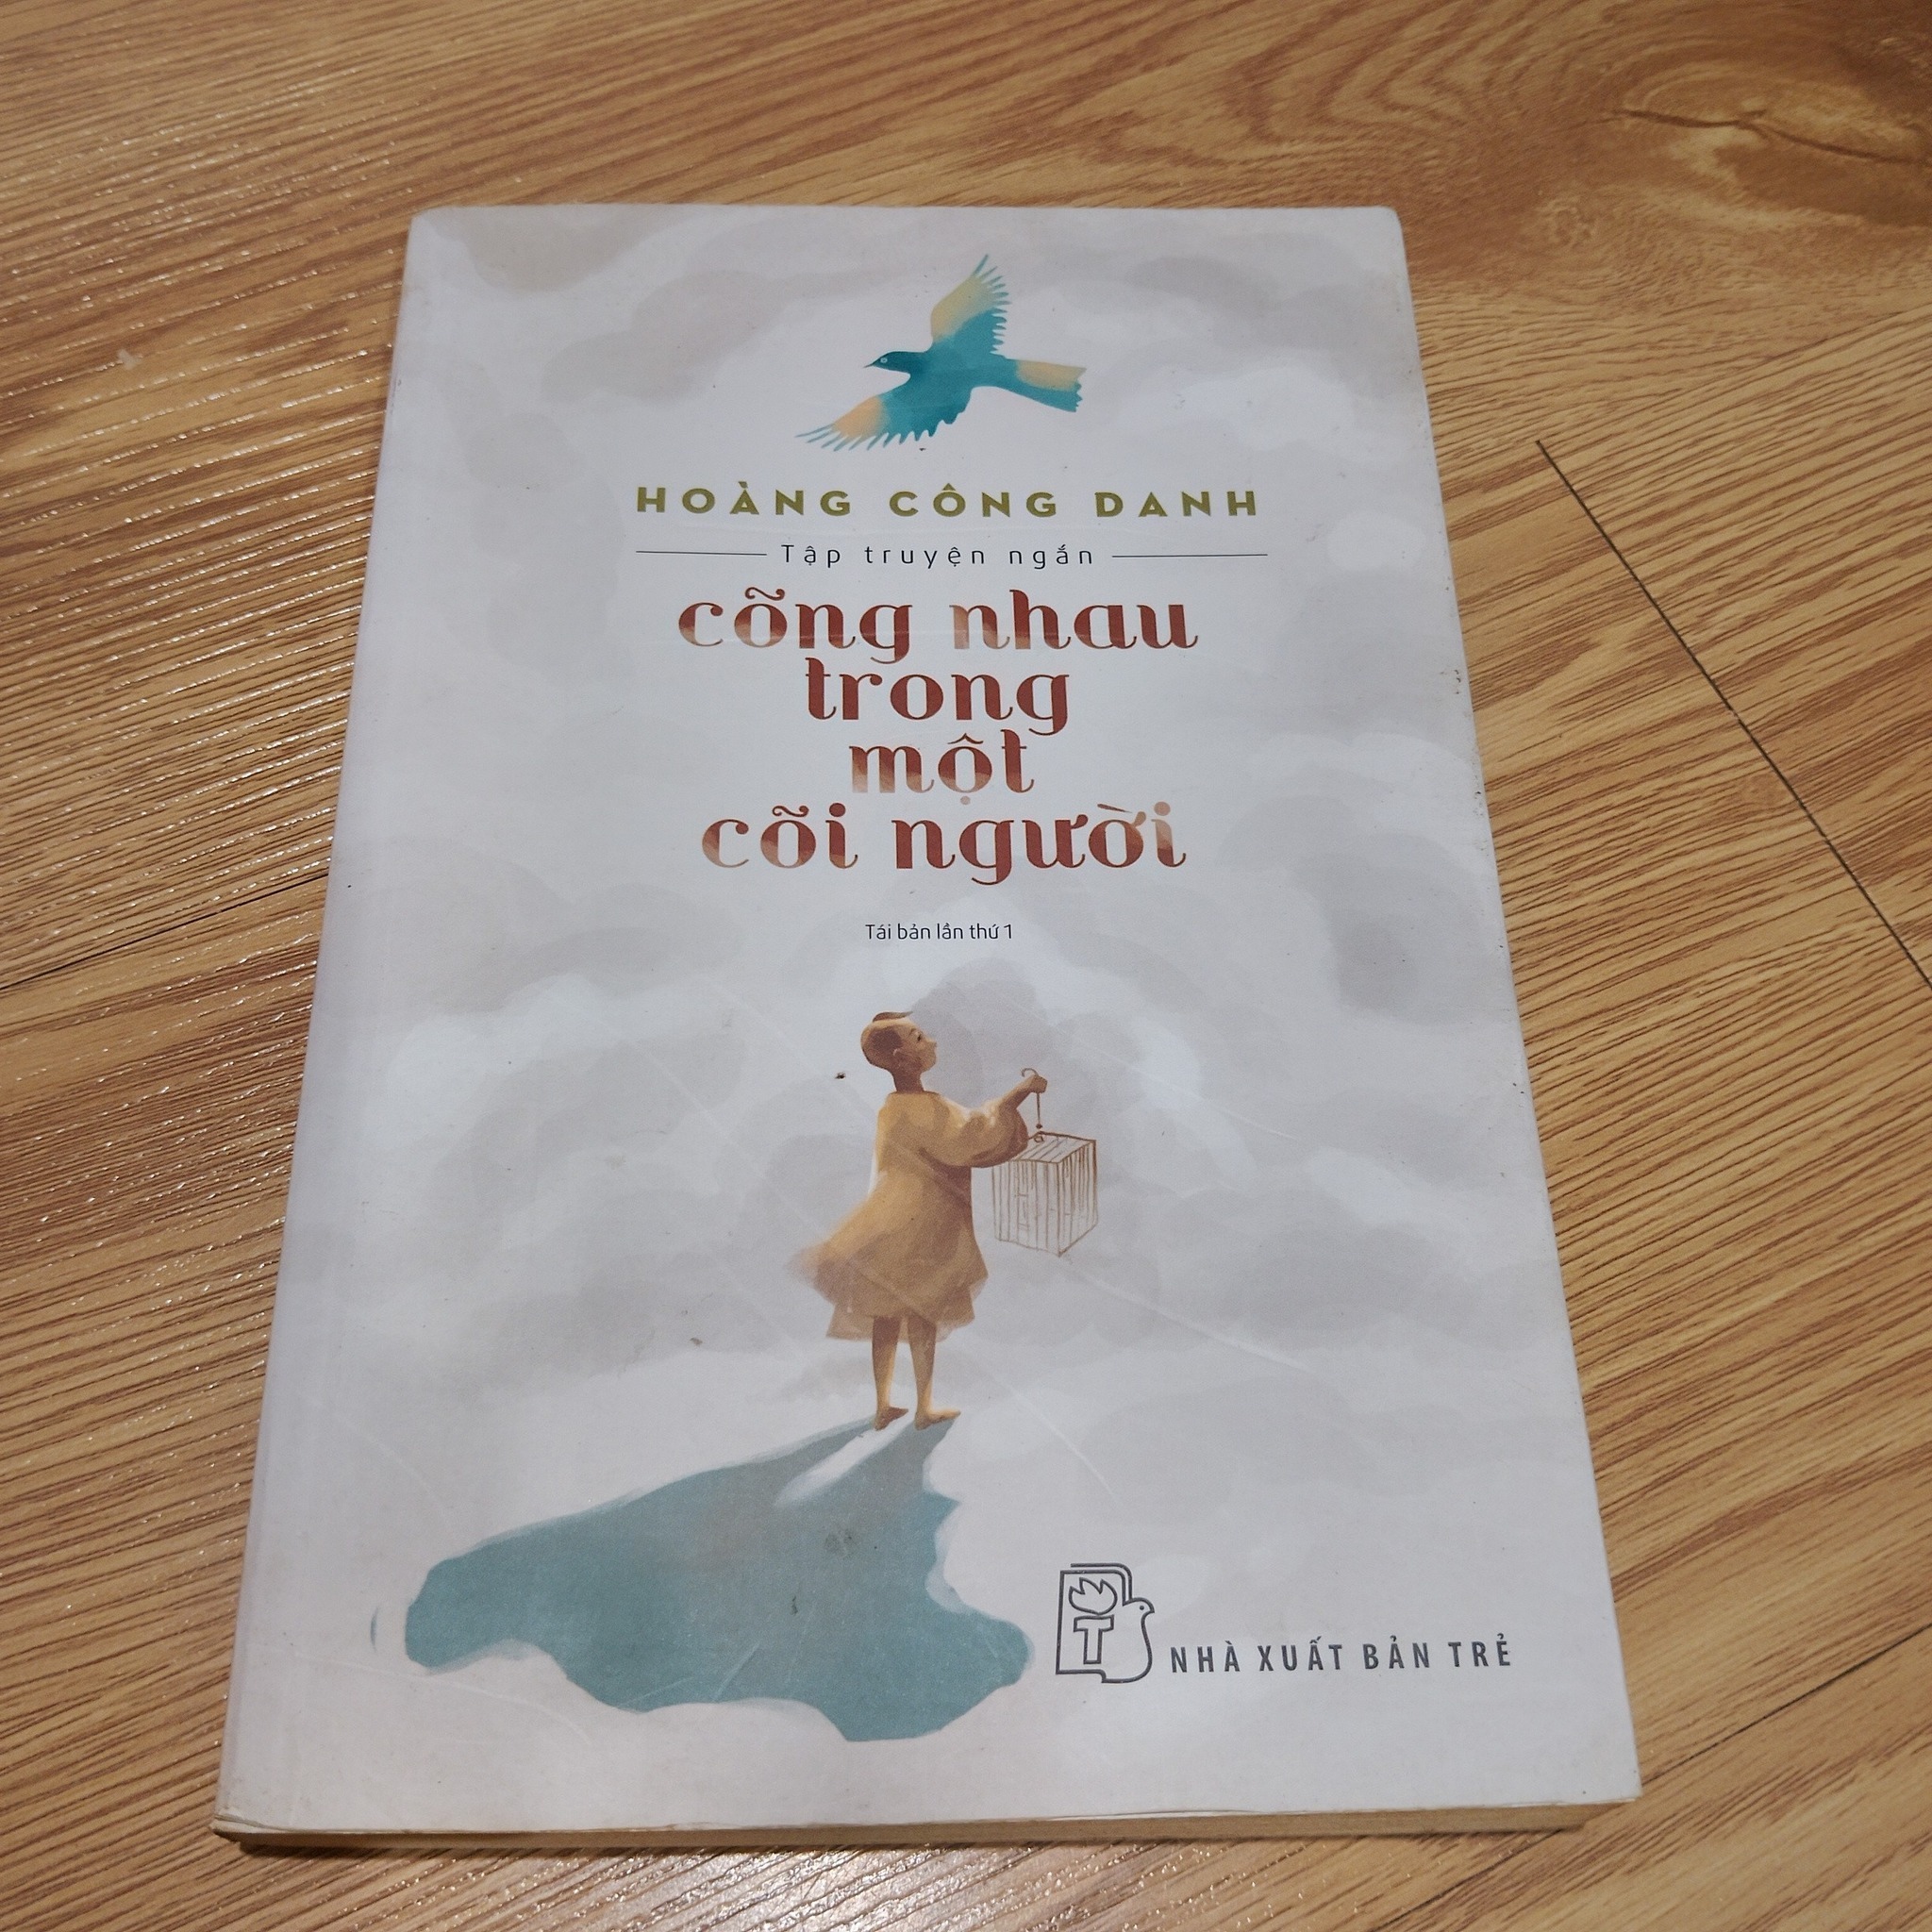 HOÀNG CÔNG DANH
Tập truyện ngắn
cõng nhau
trong
một
cõi người
Tái bản lần thứ 1
T
NHÀ XUẤT BẢN TRẺ